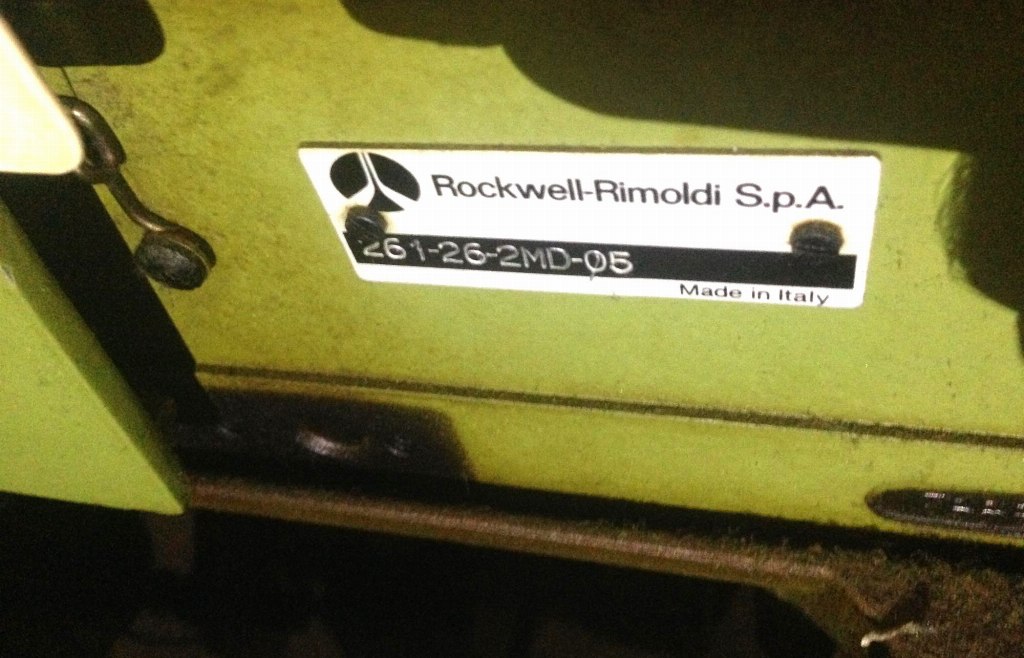 Rockwell-Rimoldi S.p.A.
261-26-2MD-05
Made in Italy